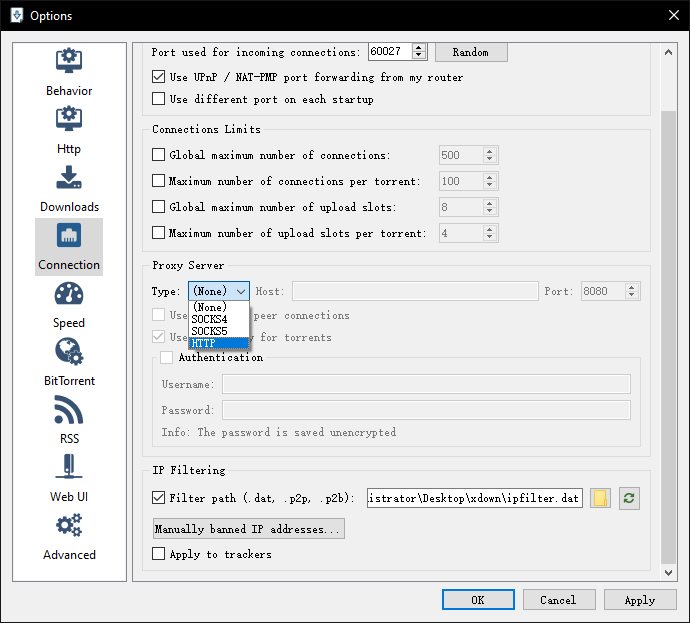 Options
Behavior
Http
Downloads
Connection
Speed
BitTorrent
RSS
Web UI
Advanced
Port used for incoming connections: 60027 Random
Use UPnP / NAT-PMP port forwarding from my router
Use different port on each startup
Connections Limits
Global maximum number of connections: 500
Maximum number of connections per torrent: 100
Global maximum number of upload slots: 8
Maximum number of upload slots per torrent: 4
Proxy Server
Type: (None) Host: Port: 8080
(None)
SOCKS4
SOCKS5
HTTP
Use peer connections
Use for torrents
Authentication
Username:
Password:
Info: The password is saved unencrypted
IP Filtering
Filter path (.dat, .p2p, .p2b): istrator\Desktop\xdown\ipfilter.dat
Manually banned IP addresses...
Apply to trackers
OK Cancel Apply